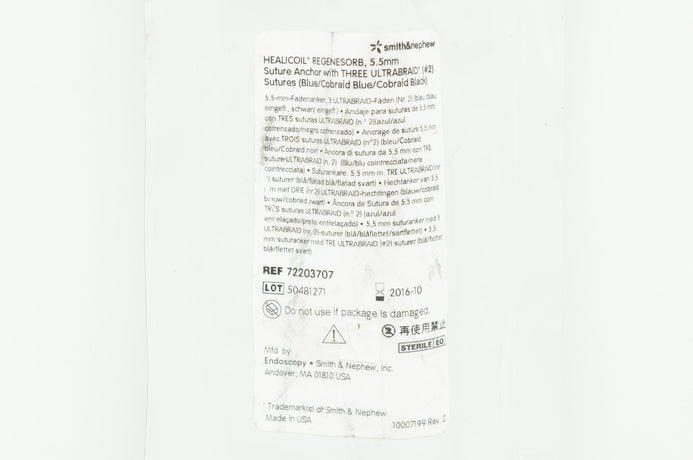 smith&nephew
HEALICOIL° REGENESORB, 5.5mm
Suture Anchor with THREE ULTRABRAID° (#2)
Sutures (Blue/Cobraid Blue/Cobraid Black)
5,5-mm-Fadenanker, 3 ULTRABRAID-Fäden (Nr. 2) (blau, blau
eingefl., schwarz eingefl.) • Anclaje para suturas de 5,5 mm
con TRES suturas ULTRABRAID (n.° 2)(azul/azul
cotrenzado/negro cotrenzado) • Ancrage de suture 5,5 mm
avec TROIS sutures ULTRABRAID (n°2) (bleu/Cobraid
bleu/Cobraid noir) • Ancora di sutura da 5,5 mm con TRE
suture ULTRABRAID (n. 2) (Blu/blu cointrecciata/nera
cointrecciata) • Suturankare, 5,5 mm m. TRE ULTRABRAID (nr
) suturer (blå/flätad blå/flätad svart) • Hechtanker van 5,5
mm met DRIE (nr.2) ULTRABRAID-hechtingen (blauw/cobraid
blauw/cobraid zwart) • Âncora de Sutura de 5,5 mm com
TRÊS suturas ULTRABRAID (n.° 2) (azul/azul
entrelaçado/preto entrelaçado) • 5,5 mm suturanker med 3
ULTRABRAID (nr. 2)-suturer (blå/blåflettet/sortflettet) • 5,5
mm suturanker med TRE ULTRABRAID (#2) suturer (blå/flettet
blå/flettet svart)
REF 72203707
LOT 50481271 2016-10
Do not use if package is damaged.
再使用禁止
STERILE EO
Mfd. by:
Endoscopy • Smith & Nephew, Inc.
Andover, MA 01810 USA
°Trademark(s) of Smith & Nephew
Made in USA
10007199 Rev. 2